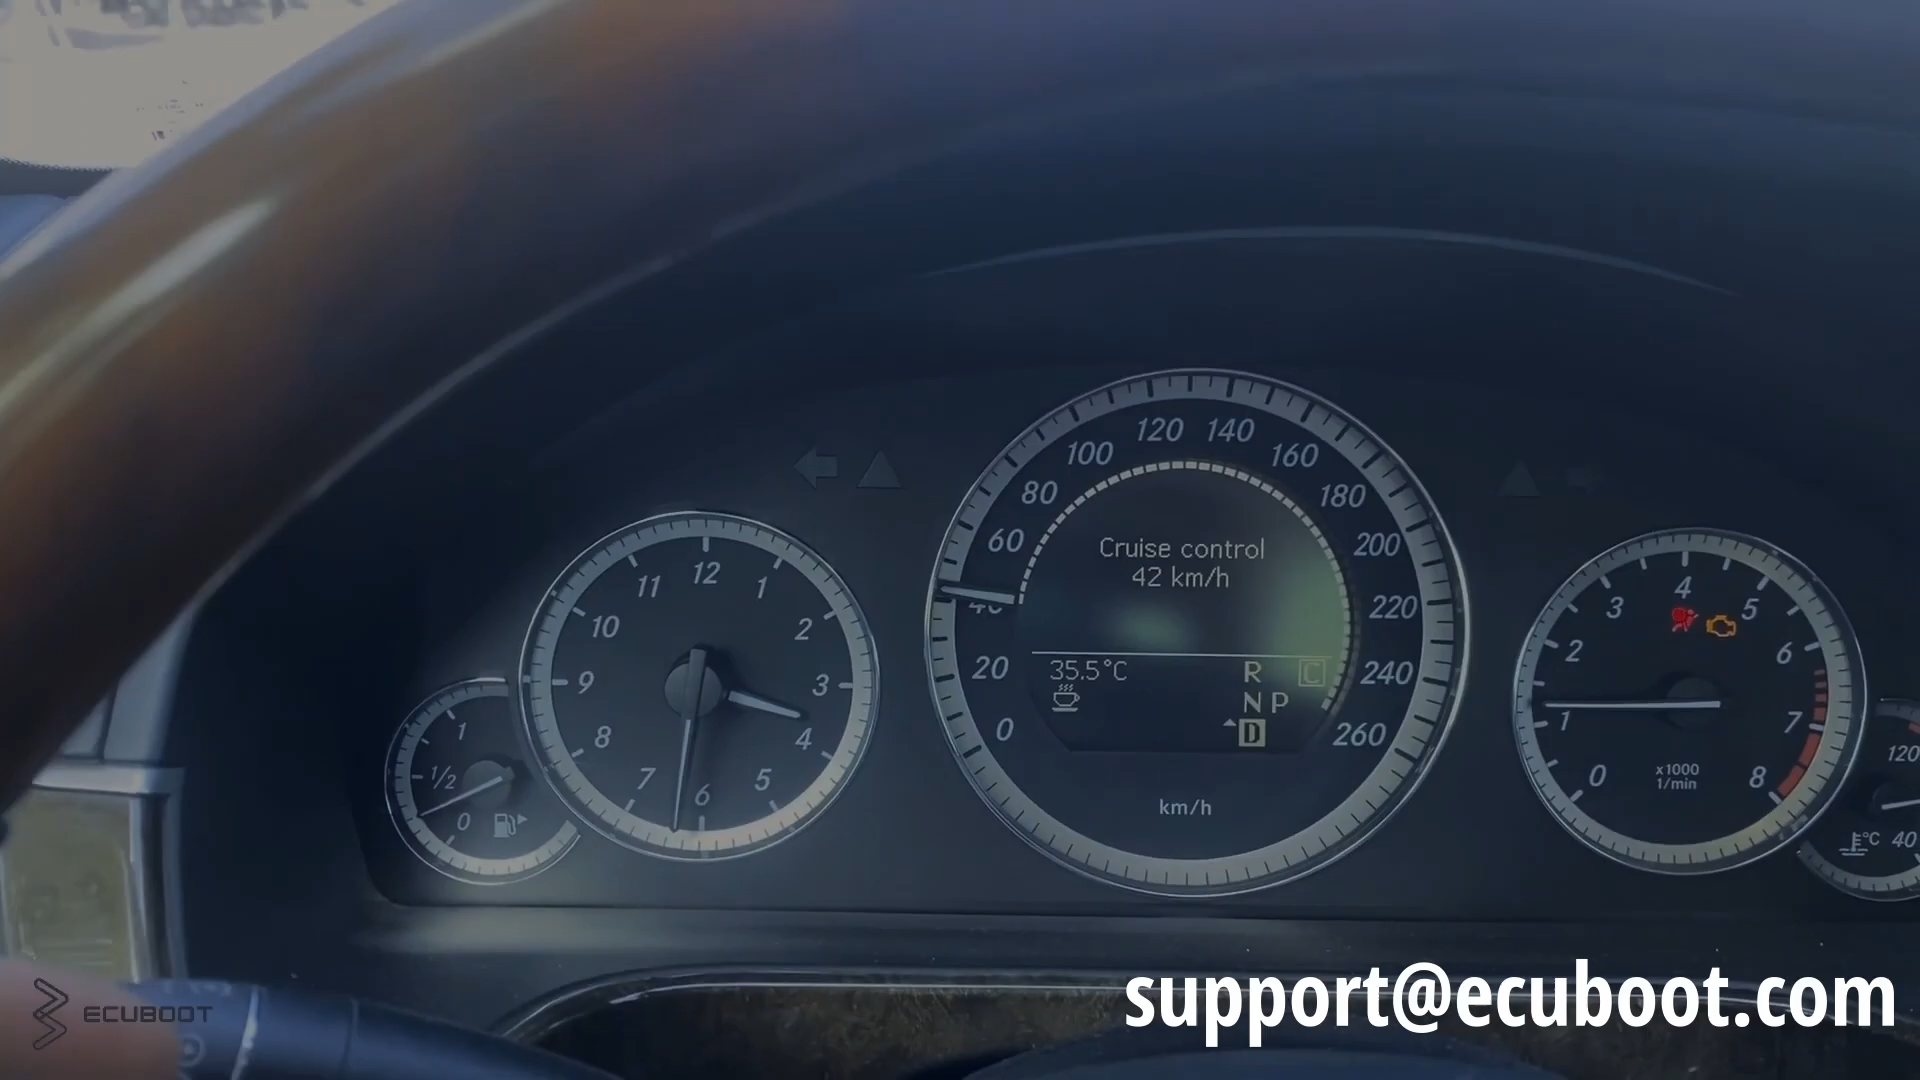 120 140
100 160
80 180
60 200
40 220
20 240
0 260
Cruise control
42 km/h
35.5°C
R C
N P
D
km/h
12
11 1
10 2
9 3
8 4
7 5
6
1
1/2
0
4
3 5
2 6
1 7
0 8
x1000
1/min
120
°C 40
ECUBOOT
support@ecuboot.com